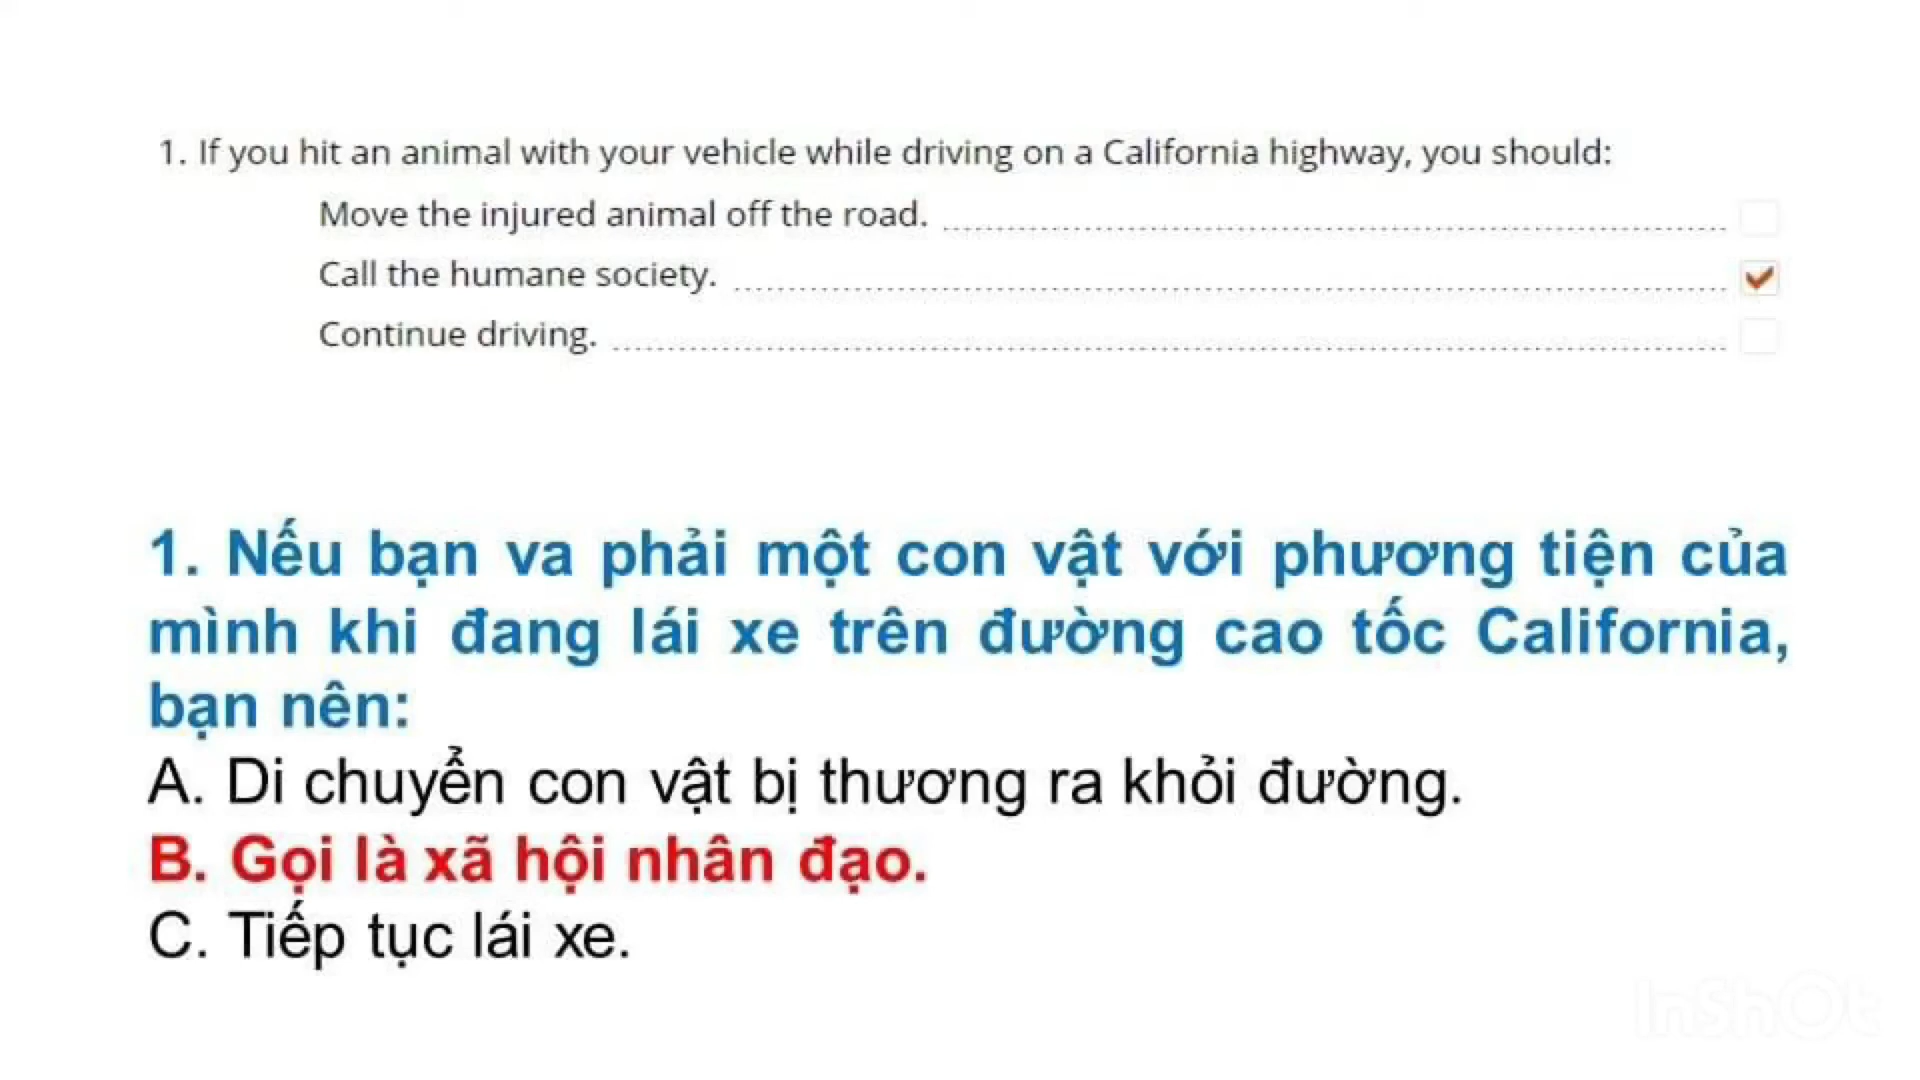 1. If you hit an animal with your vehicle while driving on a California highway, you should:
Move the injured animal off the road.
Call the humane society.
Continue driving.
1. Nếu bạn va phải một con vật với phương tiện của
mình khi đang lái xe trên đường cao tốc California,
bạn nên:
A. Di chuyển con vật bị thương ra khỏi đường.
B. Gọi là xã hội nhân đạo.
C. Tiếp tục lái xe.
InShOt